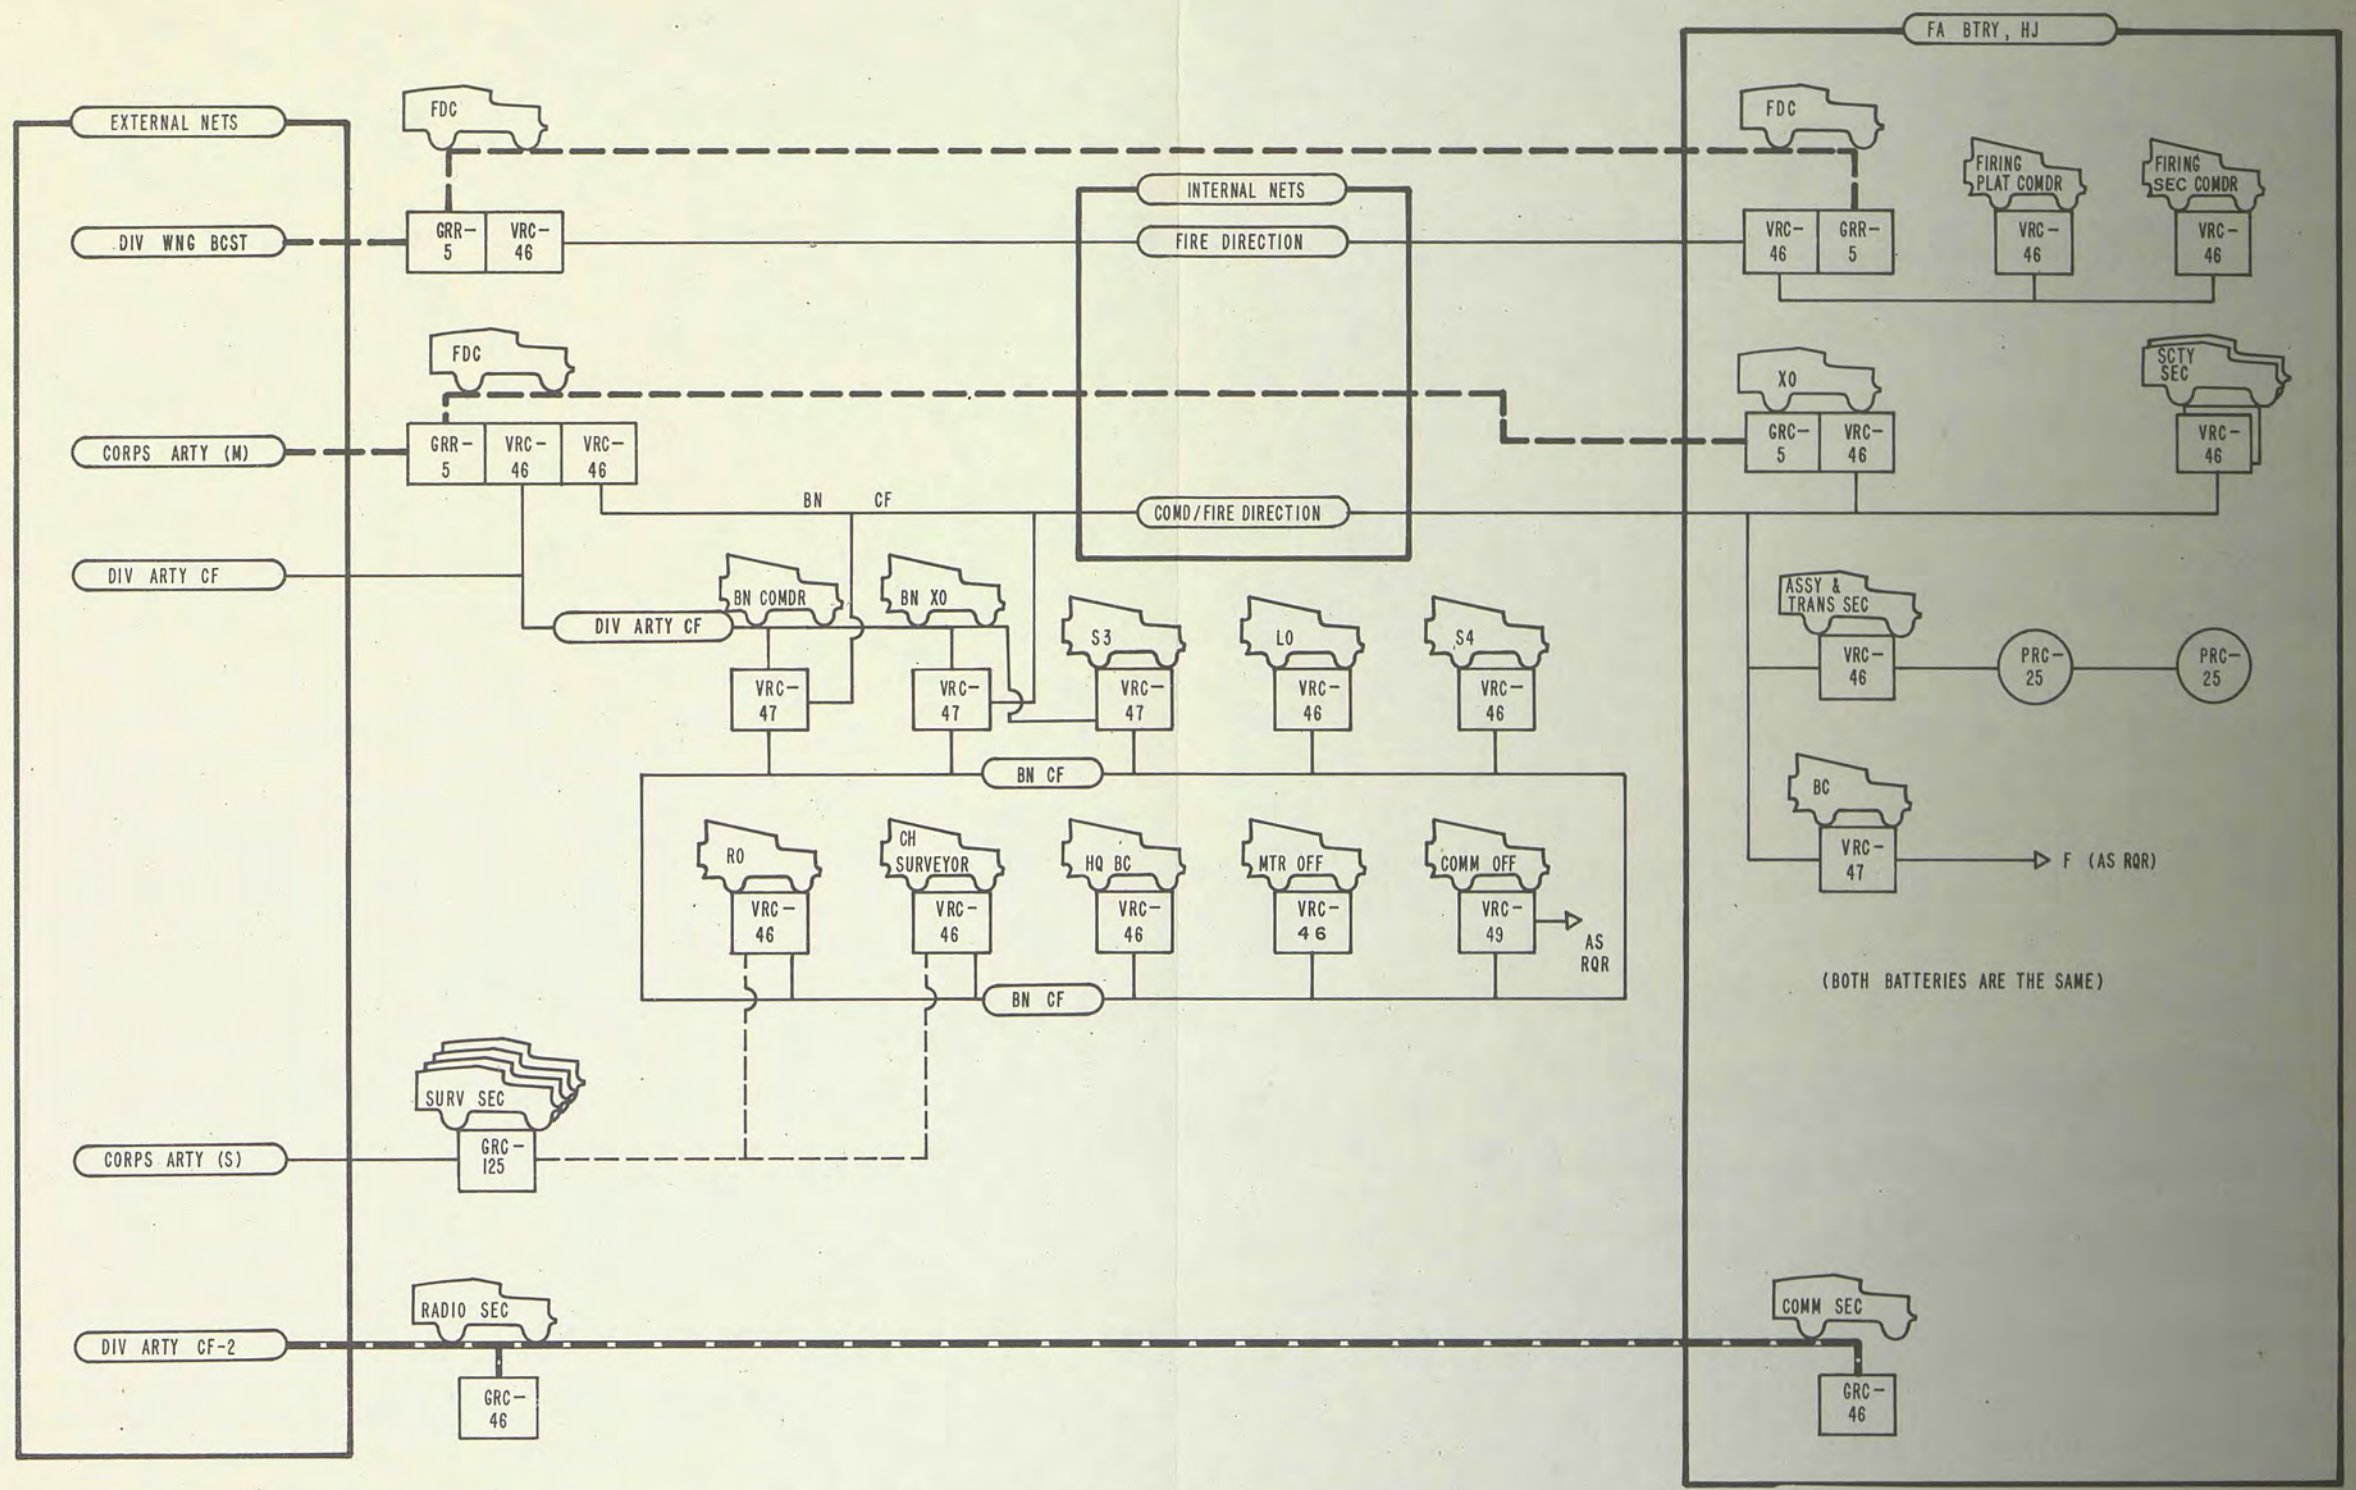 FA BTRY, HJ
EXTERNAL NETS
FDC
FDC
FIRING
PLAT COMDR
FIRING
SEC COMDR
INTERNAL NETS
DIV WNG BCST
GRR-
5
VRC-
46
FIRE DIRECTION
VRC-
46
GRR-
5
VRC-
46
VRC-
46
FDC
XO
SCTY
SEC
CORPS ARTY (M)
GRR-
5
VRC-
46
VRC-
46
GRC-
5
VRC-
46
VRC-
46
BN CF
COMD/FIRE DIRECTION
DIV ARTY CF
BN COMDR
BN XO
DIV ARTY CF
S3
LO
S4
ASSY &
TRANS SEC
VRC-
46
PRC-
25
PRC-
25
VRC-
47
VRC-
47
VRC-
47
VRC-
46
VRC-
46
BN CF
BC
RO
CH
SURVEYOR
HQ BC
MTR OFF
COMM OFF
VRC-
47
F (AS RQR)
VRC-
46
VRC-
46
VRC-
46
VRC-
46
VRC-
49
AS
RQR
BN CF
(BOTH BATTERIES ARE THE SAME)
SURV SEC
CORPS ARTY (S)
GRC-
125
RADIO SEC
COMM SEC
DIV ARTY CF-2
GRC-
46
GRC-
46